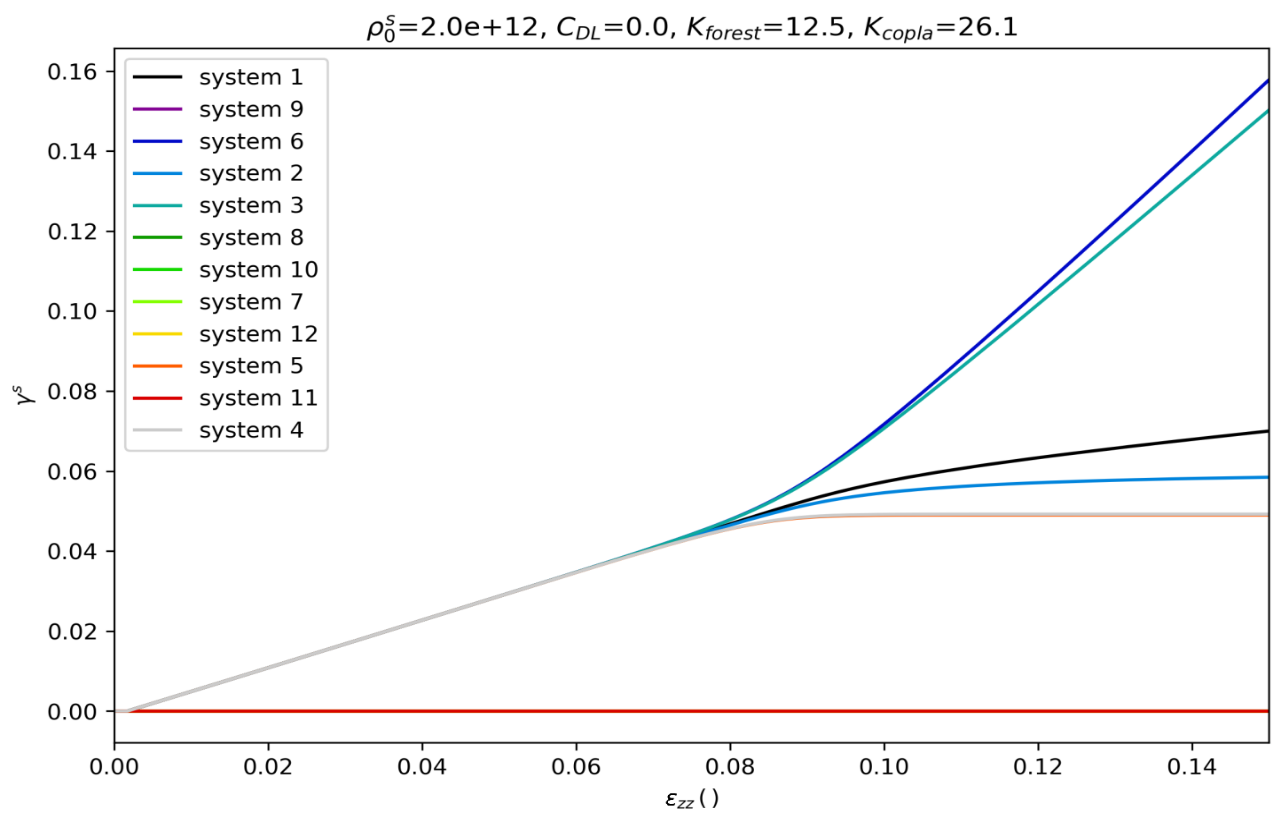 ρ₀ˢ=2.0e+12, C_DL=0.0, K_forest=12.5, K_copla=26.1
0.16
0.14
0.12
0.10
0.08
0.06
0.04
0.02
0.00
γˢ
system 1
system 9
system 6
system 2
system 3
system 8
system 10
system 7
system 12
system 5
system 11
system 4
0.00 0.02 0.04 0.06 0.08 0.10 0.12 0.14
ε_zz ()